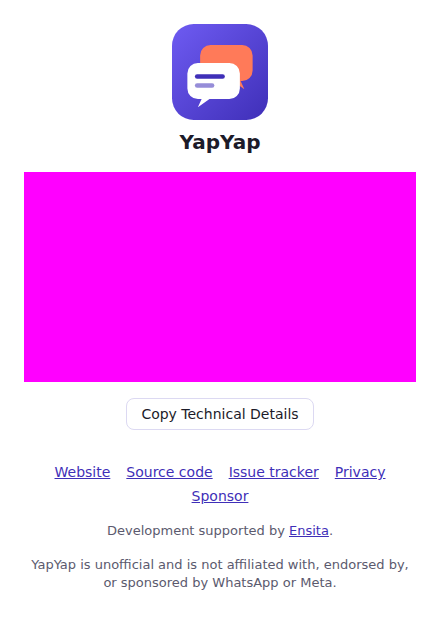 YapYap
Copy Technical Details
Website Source code Issue tracker Privacy
Sponsor
Development supported by Ensita.
YapYap is unofficial and is not affiliated with, endorsed by,
or sponsored by WhatsApp or Meta.